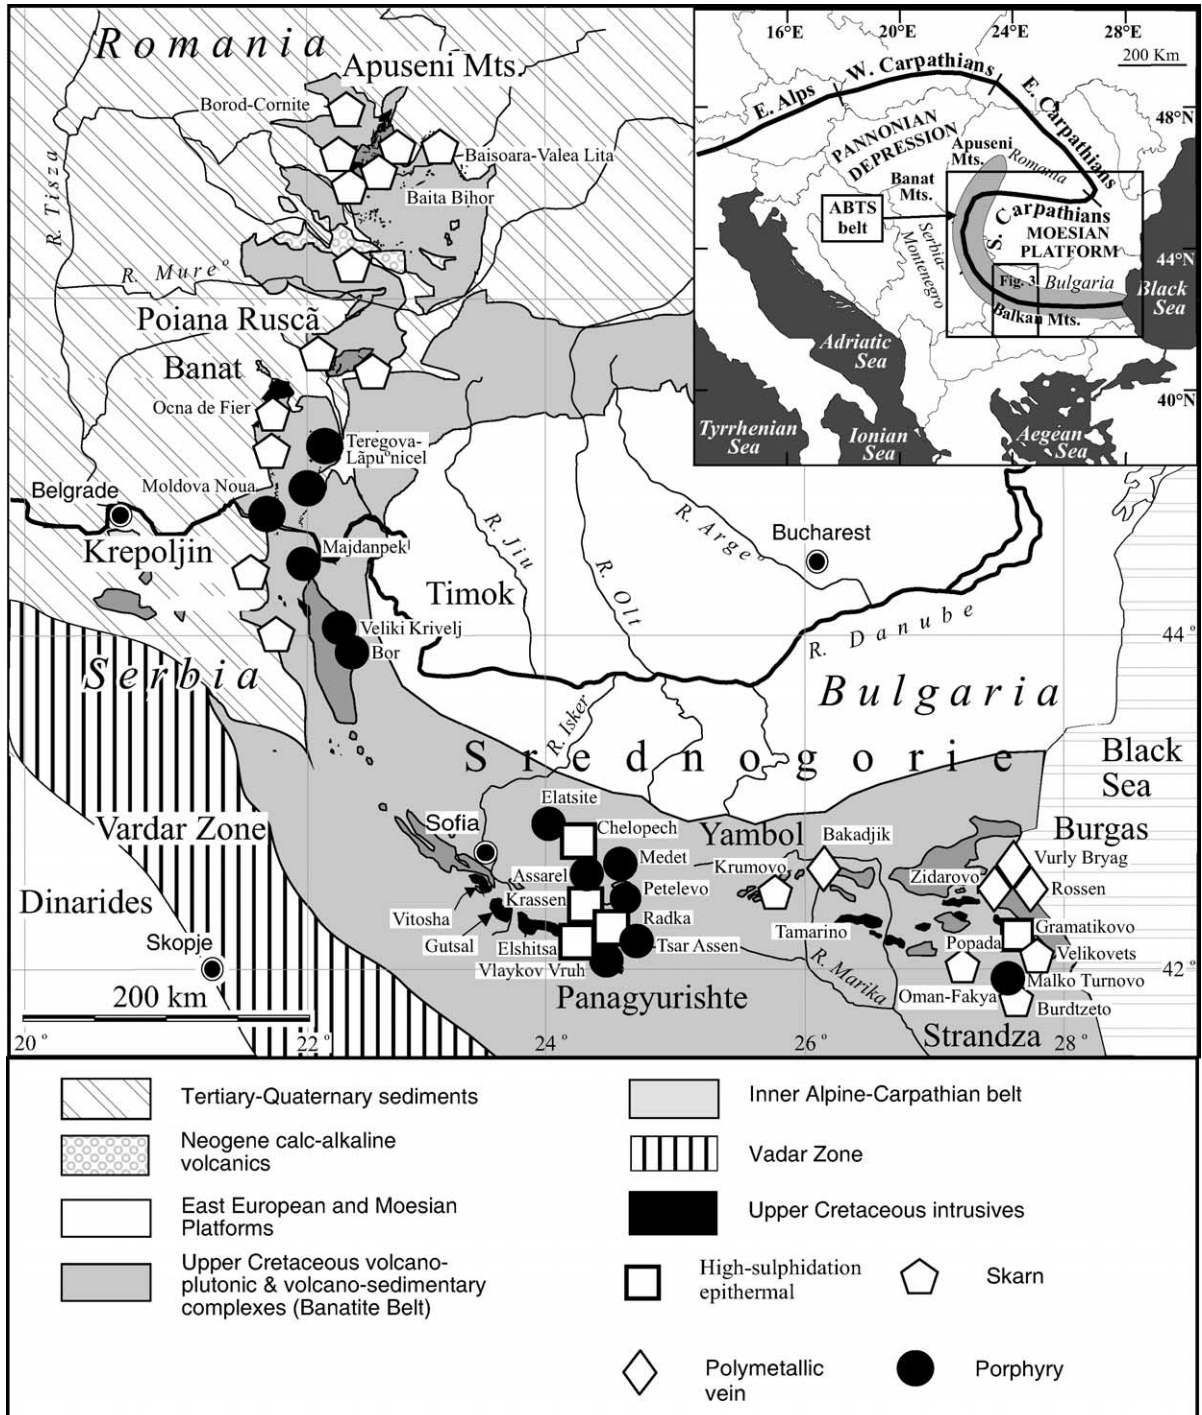 Romania
Apuseni Mts.
Borod-Cornite
Baisoara-Valea Lita
Baita Bihor
R. Tisza
R. Mureº
Poiana Ruscã
Banat
Ocna de Fier
Teregova-
Lãpuºnicel
Moldova Noua
Belgrade
Krepoljin
Majdanpek
Timok
Veliki Krivelj
Bor
Serbia
R. Jiu
R. Olt
R. Argeº
Bucharest
R. Danube
44°
Bulgaria
R. Isker
Srednogorie
Black
Sea
Elatsite
Sofia
Chelopech
Yambol
Bakadjik
Burgas
Vardar Zone
Medet
Krumovo
Vurly Bryag
Assarel
Zidarovo
Krassen
Petelevo
Rossen
Dinarides
Vitosha
Radka
Tamarino
Gramatikovo
Gutsal
Elshitsa
Tsar Assen
Popada
Velikovets
Skopje
Vlaykov Vruh
R. Marika
42°
200 km
Panagyurishte
Oman-Fakya
Malko Turnovo
Burdtzeto
Strandza
20°
22°
24°
26°
28°
16°E
20°E
24°E
28°E
200 Km
E. Alps
W. Carpathians
E. Carpathians
48°N
PANNONIAN
DEPRESSION
Apuseni
Mts.
Romania
Banat
Mts.
ABTS
belt
S. Carpathians
MOESIAN
PLATFORM
Serbia-
Montenegro
44°N
Fig. 3
Bulgaria
Black
Sea
Balkan Mts.
Adriatic
Sea
40°N
Tyrrhenian
Sea
Ionian
Sea
Aegean
Sea
Tertiary-Quaternary sediments
Neogene calc-alkaline
volcanics
East European and Moesian
Platforms
Upper Cretaceous volcano-
plutonic & volcano-sedimentary
complexes (Banatite Belt)
Inner Alpine-Carpathian belt
Vadar Zone
Upper Cretaceous intrusives
High-sulphidation
epithermal
Skarn
Polymetallic
vein
Porphyry